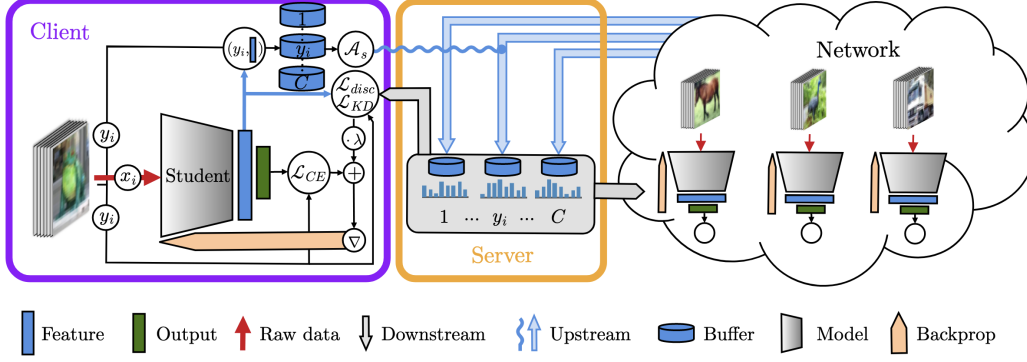 Client
(y_i, )
1
y_i
C
𝒜_s
ℒ_disc
ℒ_KD
· λ
y_i
x_i
y_i
Student
ℒ_CE
+
∇
Server
1 ... y_i ... C
Network
Feature
Output
Raw data
Downstream
Upstream
Buffer
Model
Backprop